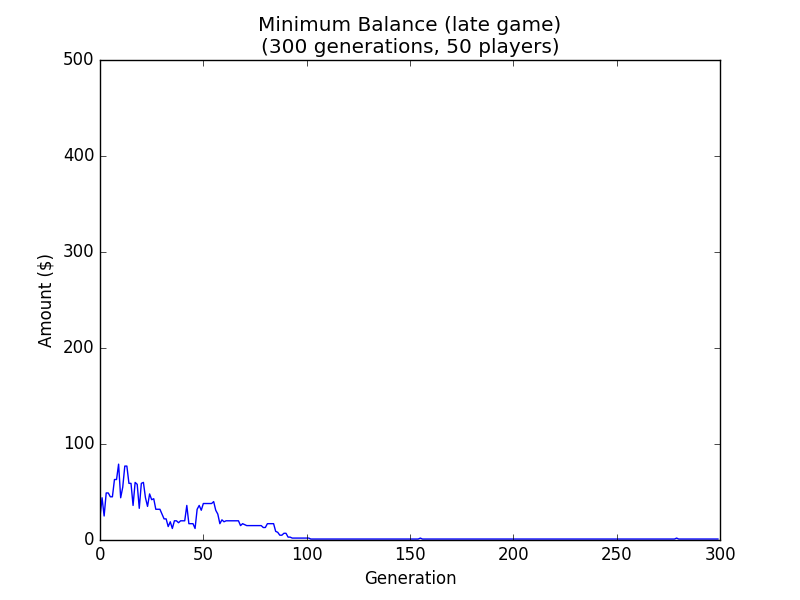 Minimum Balance (late game)
(300 generations, 50 players)
500
400
300
200
100
0
Amount ($)
0 50 100 150 200 250 300
Generation